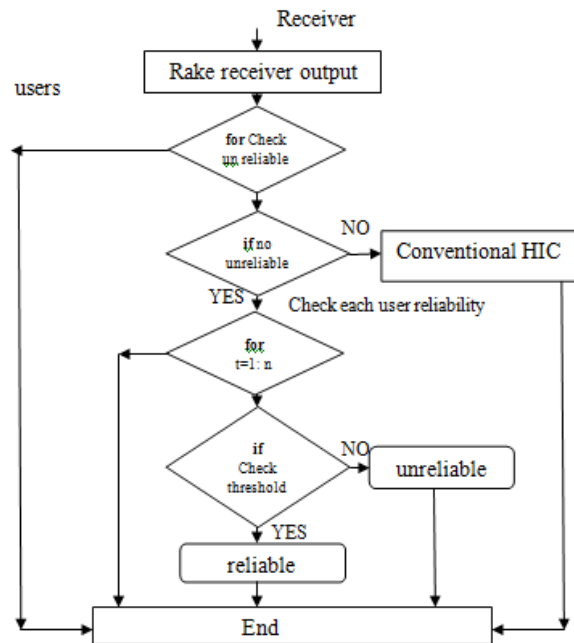 Receiver
Rake receiver output
users
for Check
un reliable
if no
unreliable
NO
Conventional HIC
YES
Check each user reliability
for
t=1: n
if
Check
threshold
NO
unreliable
YES
reliable
End